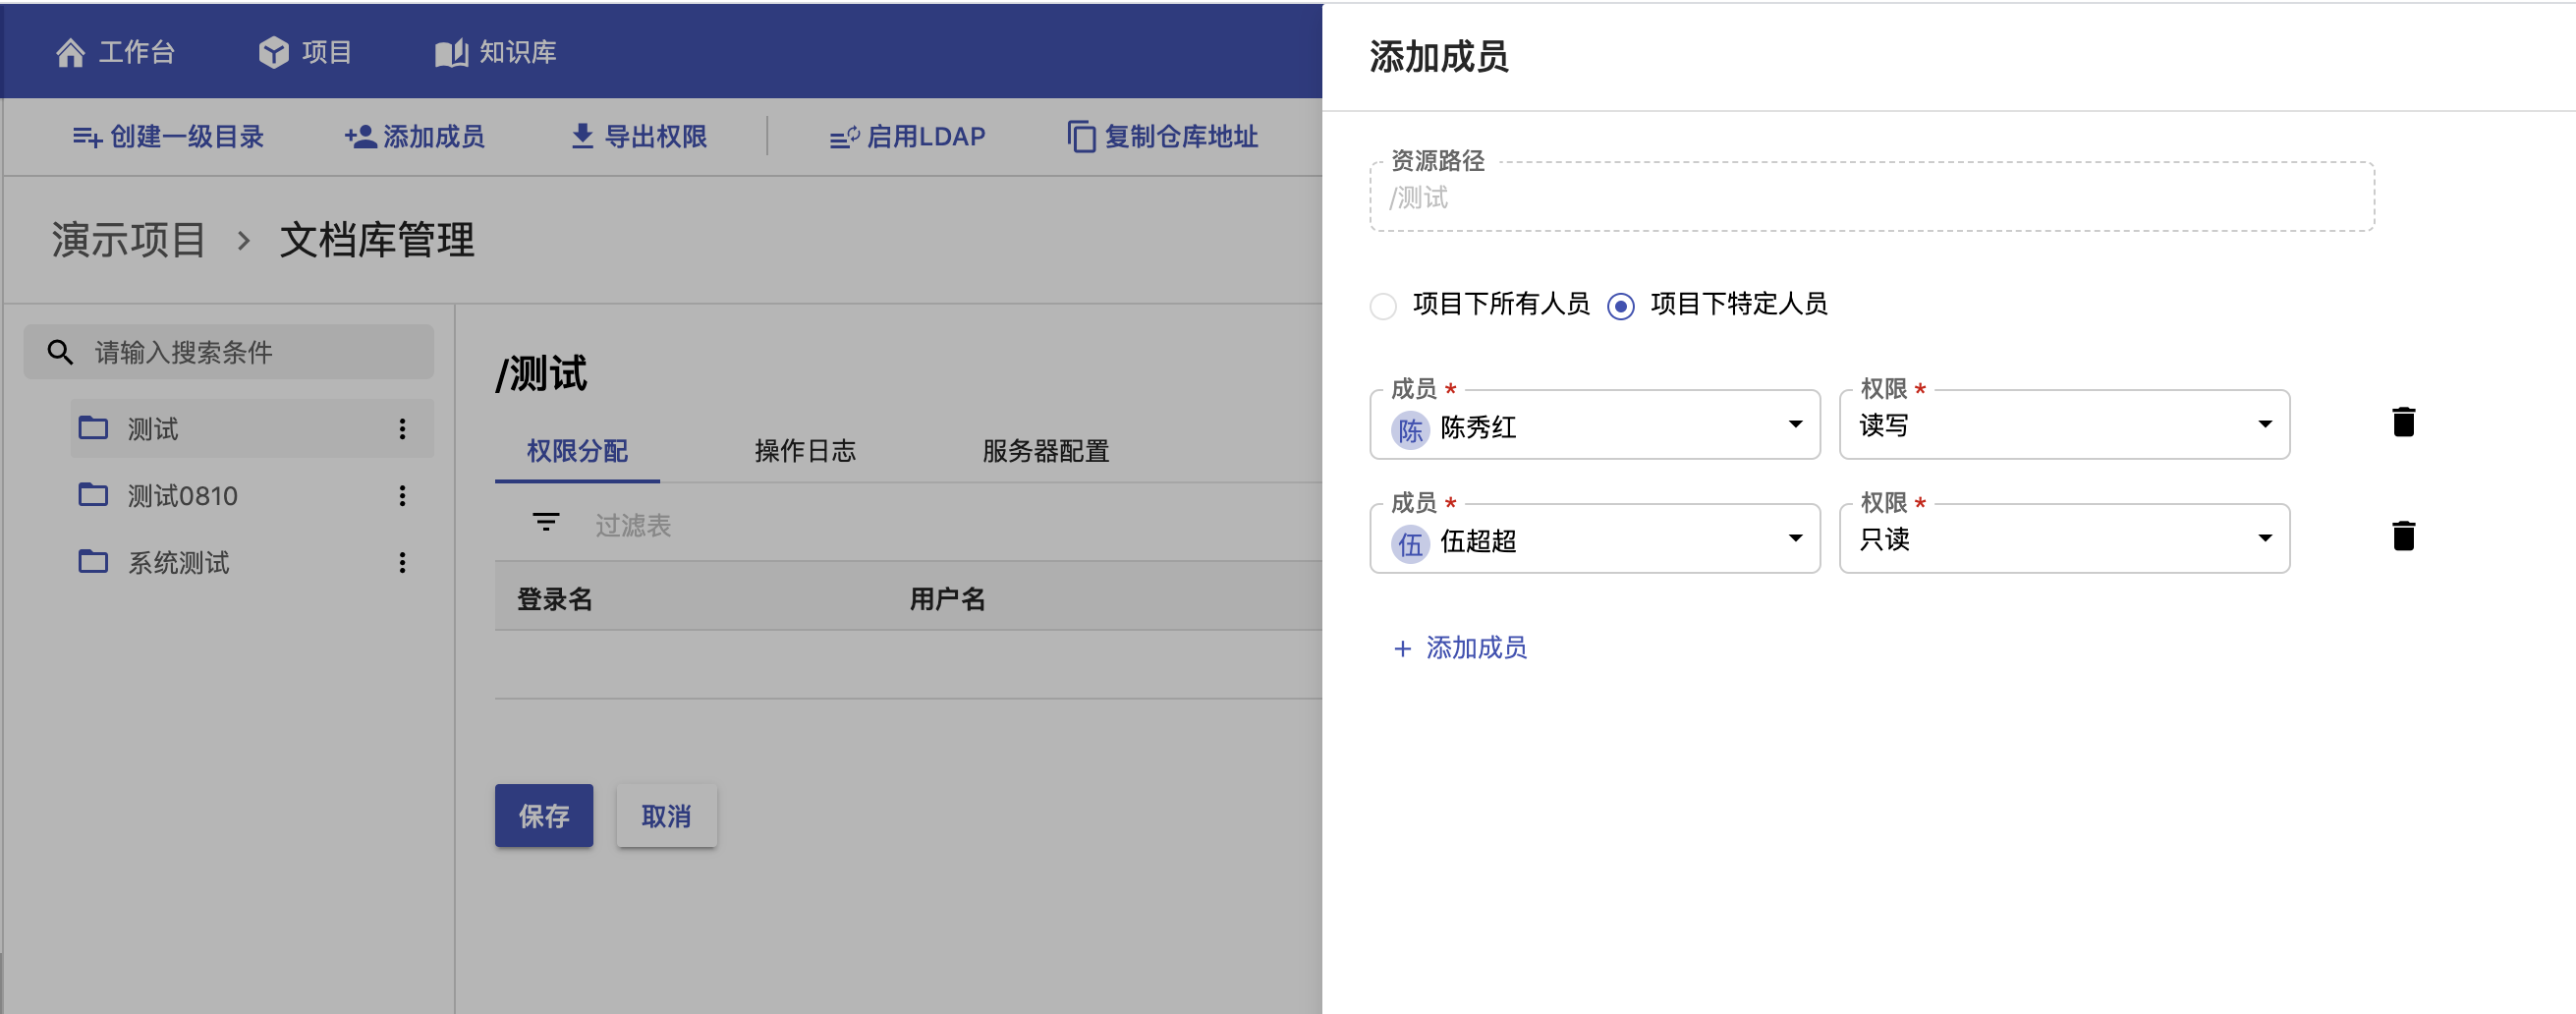 工作台 项目 知识库
创建一级目录 添加成员 导出权限 启用LDAP 复制仓库地址
演示项目 > 文档库管理
请输入搜索条件
测试
测试0810
系统测试
/测试
权限分配 操作日志 服务器配置
过滤表
登录名 用户名
保存 取消
添加成员
资源路径
/测试
项目下所有人员 项目下特定人员
成员 * 权限 *
陈 陈秀红 读写
成员 * 权限 *
伍 伍超超 只读
+ 添加成员